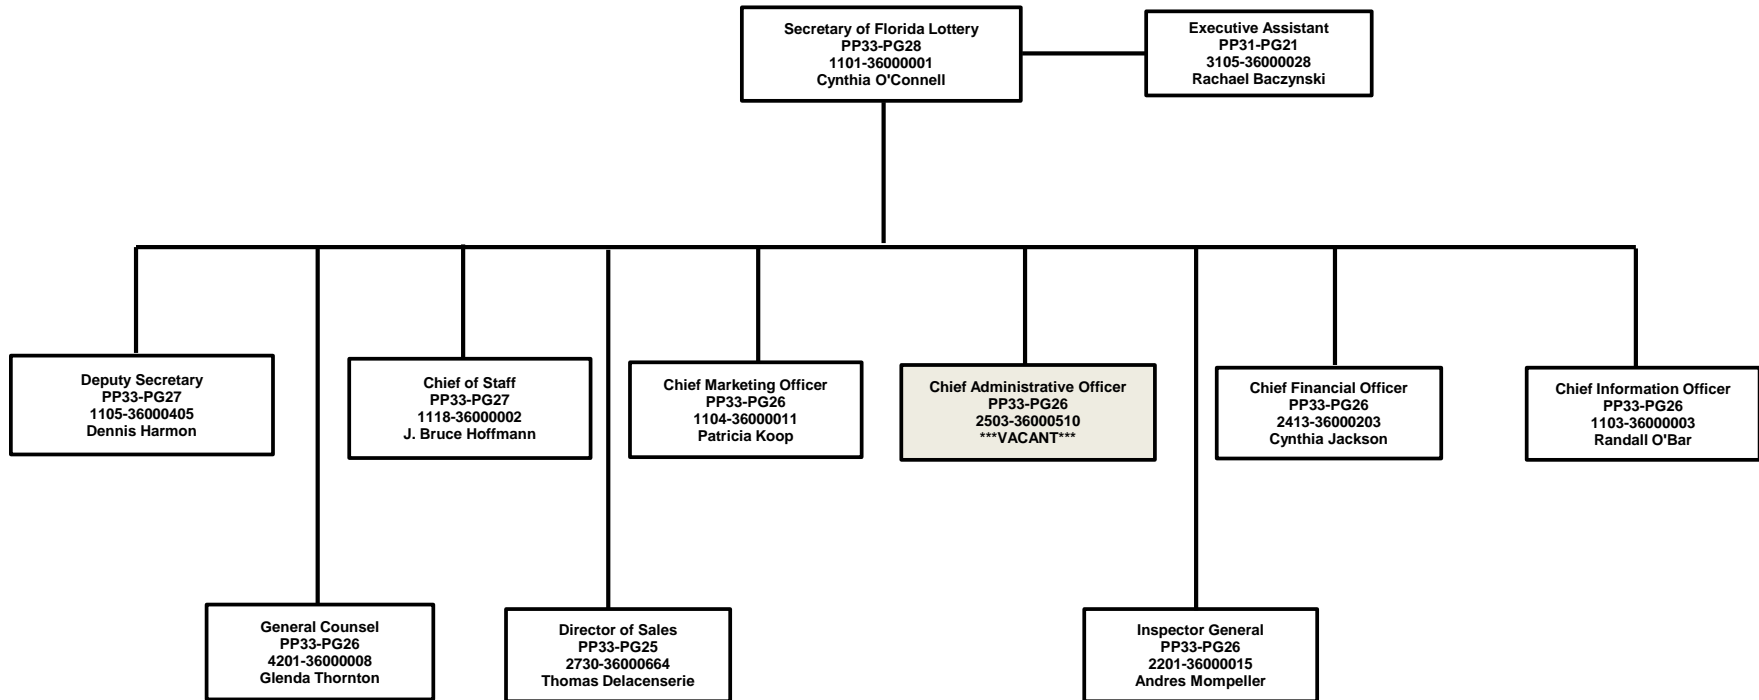 Secretary of Florida Lottery
PP33-PG28
1101-36000001
Cynthia O'Connell
Executive Assistant
PP31-PG21
3105-36000028
Rachael Baczynski
Deputy Secretary
PP33-PG27
1105-36000405
Dennis Harmon
Chief of Staff
PP33-PG27
1118-36000002
J. Bruce Hoffmann
Chief Marketing Officer
PP33-PG26
1104-36000011
Patricia Koop
Chief Administrative Officer
PP33-PG26
2503-36000510
***VACANT***
Chief Financial Officer
PP33-PG26
2413-36000203
Cynthia Jackson
Chief Information Officer
PP33-PG26
1103-36000003
Randall O'Bar
General Counsel
PP33-PG26
4201-36000008
Glenda Thornton
Director of Sales
PP33-PG25
2730-36000664
Thomas Delacenserie
Inspector General
PP33-PG26
2201-36000015
Andres Mompeller